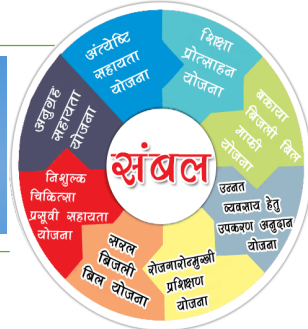 संबल
शिक्षा
प्रोत्साहन
योजना
बकाया
बिजली बिल
माफी
योजना
उन्नत
व्यवसाय हेतु
उपकरण अनुदान
योजना
रोजगारोन्मुखी
प्रशिक्षण
योजना
सरल
बिजली
बिल योजना
निशुल्क
चिकित्सा
प्रसूती सहायता
योजना
अनुग्रह
सहायता
योजना
अंत्येष्टि
सहायता
योजना